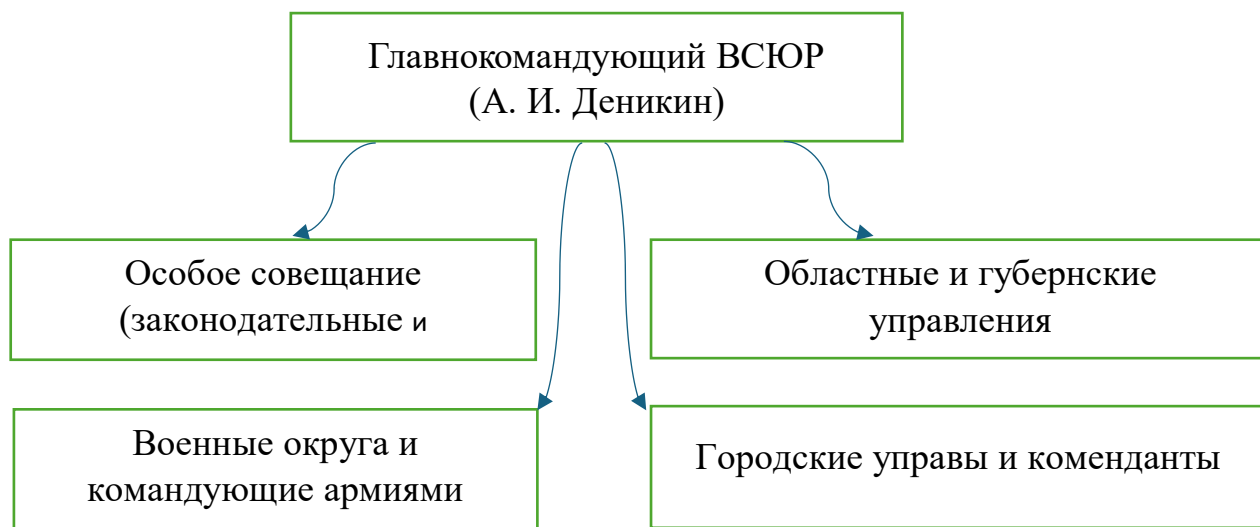 Главнокомандующий ВСЮР
(А. И. Деникин)
Особое совещание
(законодательные и
Областные и губернские
управления
Военные округа и
командующие армиями
Городские управы и коменданты